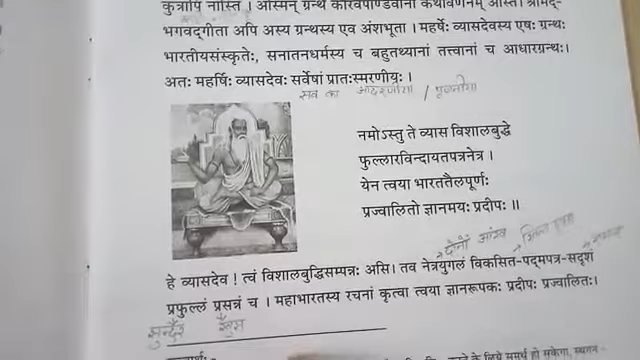 कुत्रापि नास्ति । अस्मिन् ग्रन्थे कौरवपाण्डवानां कथावर्णनम् अस्ति। श्रीमद्-
भगवद्गीता अपि अस्य ग्रन्थस्य एव अंशभूता । महर्षेः व्यासदेवस्य एषः ग्रन्थः
भारतीयसंस्कृतेः, सनातनधर्मस्य च बहुतथ्यानां तत्त्वानां च आधारग्रन्थः।
अतः महर्षिः व्यासदेवः सर्वेषां प्रातःस्मरणीयः ।
सब का
नमोऽस्तु ते व्यास विशालबुद्धे
फुल्लारविन्दायतपत्रनेत्र ।
येन त्वया भारततैलपूर्णः
प्रज्वालितो ज्ञानमयः प्रदीपः ॥
दोनों आंख
हे व्यासदेव ! त्वं विशालबुद्धिसम्पन्नः असि। तव नेत्रयुगलं विकसित-पद्मपत्र-सदृशं
प्रफुल्लं प्रसन्नं च । महाभारतस्य रचनां कृत्वा त्वया ज्ञानरूपकः प्रदीपः प्रज्वालितः।
सुन्दर